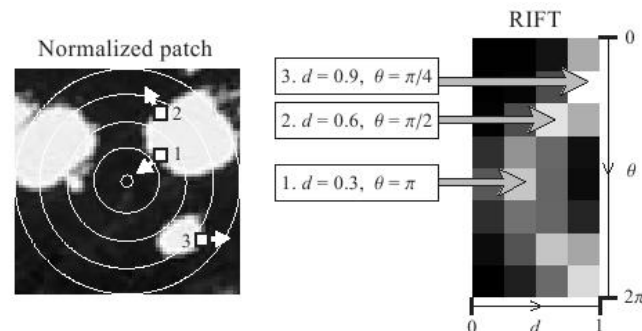 Normalized patch
2
1
3
RIFT
3. d = 0.9, θ = π/4
2. d = 0.6, θ = π/2
1. d = 0.3, θ = π
0
θ
2π
0
d
1